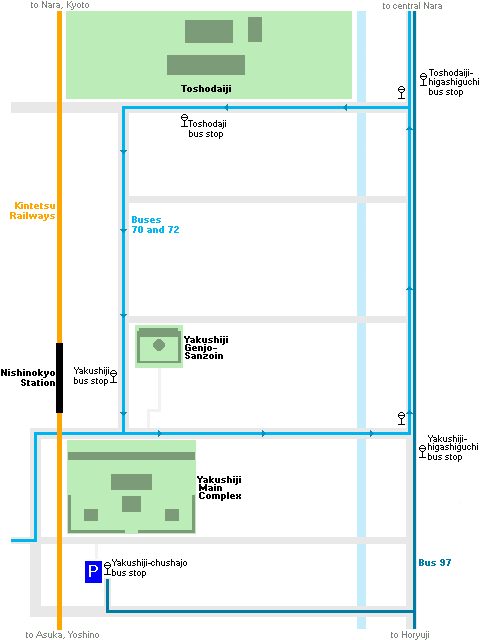 to Nara, Kyoto
to central Nara
Toshodaiji-
higashiguchi
bus stop
Toshodaiji
Toshodaji
bus stop
Kintetsu
Railways
Buses
70 and 72
Yakushiji
Genjo-
Sanzoin
Nishinokyo
Station
Yakushiji
bus stop
Yakushiji-
higashiguchi
bus stop
Yakushiji
Main
Complex
P
Yakushiji-chushajo
bus stop
Bus 97
to Asuka, Yoshino
to Horyuji